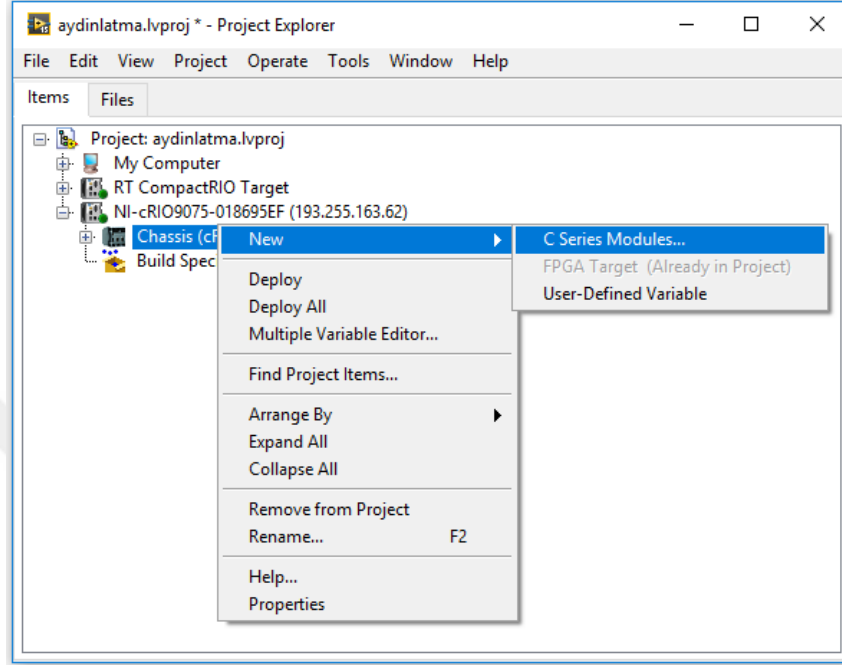 aydinlatma.lvproj * - Project Explorer
File Edit View Project Operate Tools Window Help
Items Files
Project: aydinlatma.lvproj
My Computer
RT CompactRIO Target
NI-cRIO9075-018695EF (193.255.163.62)
Chassis (cR
Build Spec
New
Deploy
Deploy All
Multiple Variable Editor...
Find Project Items...
Arrange By
Expand All
Collapse All
Remove from Project
Rename... F2
Help...
Properties
C Series Modules...
FPGA Target (Already in Project)
User-Defined Variable